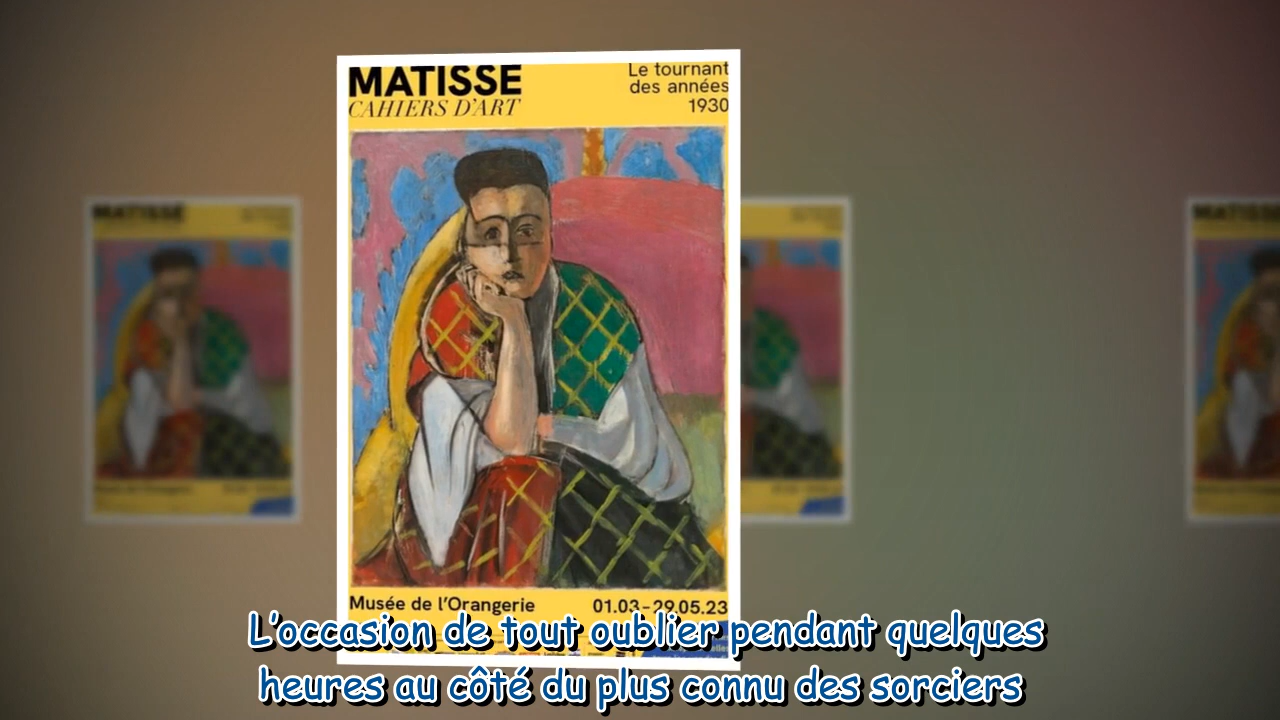 MATISSE
CAHIERS D'ART
Le tournant
des années
1930
Musée de l'Orangerie
01.03-29.05.23
L'occasion de tout oublier pendant quelques
heures au côté du plus connu des sorciers